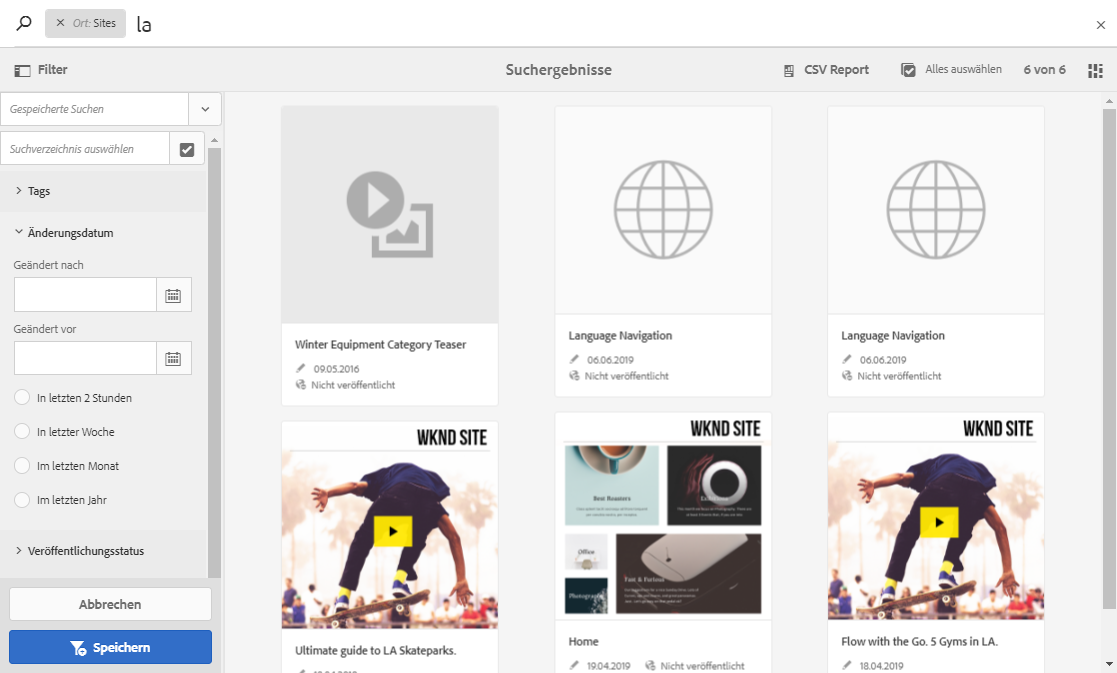 Ort: Sites la
Filter
Suchergebnisse
CSV Report
Alles auswählen
6 von 6
Gespeicherte Suchen
Suchverzeichnis auswählen
Tags
Änderungsdatum
Geändert nach
Geändert vor
In letzten 2 Stunden
In letzter Woche
Im letzten Monat
Im letzten Jahr
Veröffentlichungsstatus
Abbrechen
Speichern
Winter Equipment Category Teaser
09.05.2016
Nicht veröffentlicht
Language Navigation
06.06.2019
Nicht veröffentlicht
Language Navigation
06.06.2019
Nicht veröffentlicht
WKND SITE
Ultimate guide to LA Skateparks.
WKND SITE
Best Roasters
Office
Fast & Furious
Photography
Home
19.04.2019 Nicht veröffentlicht
WKND SITE
Flow with the Go. 5 Gyms in LA.
18.04.2019